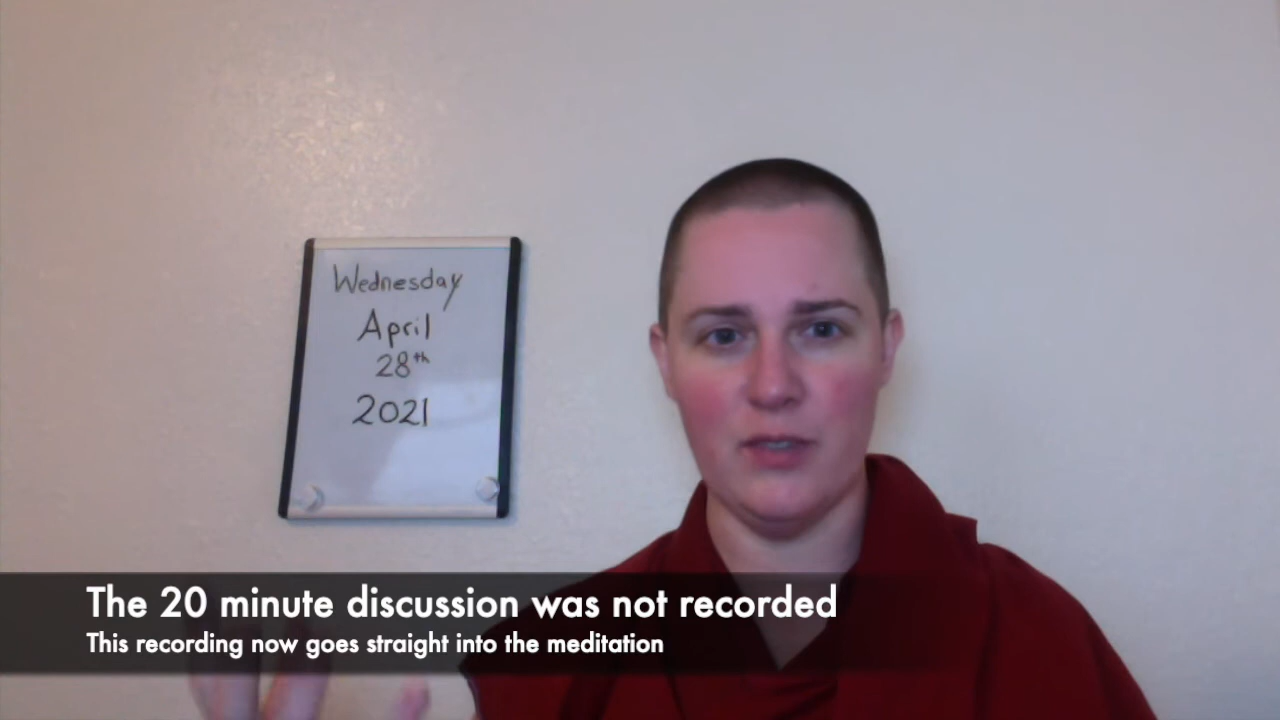 Wednesday
April
28th
2021
The 20 minute discussion was not recorded
This recording now goes straight into the meditation